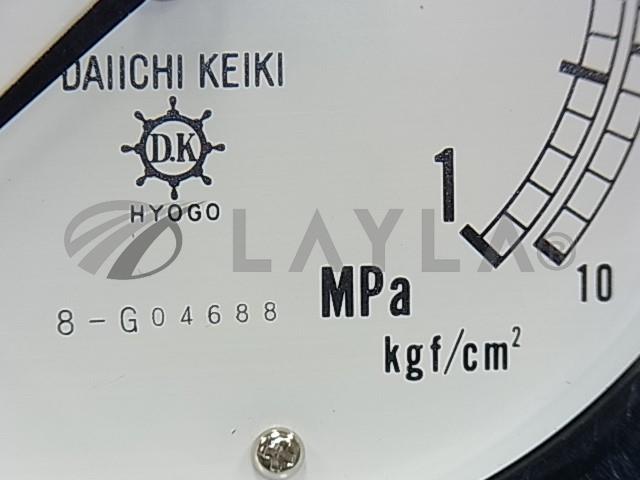 DAIICHI KEIKI
D.K
HYOGO
LAYLA®
8-G04688
1
MPa
10
kgf/cm²